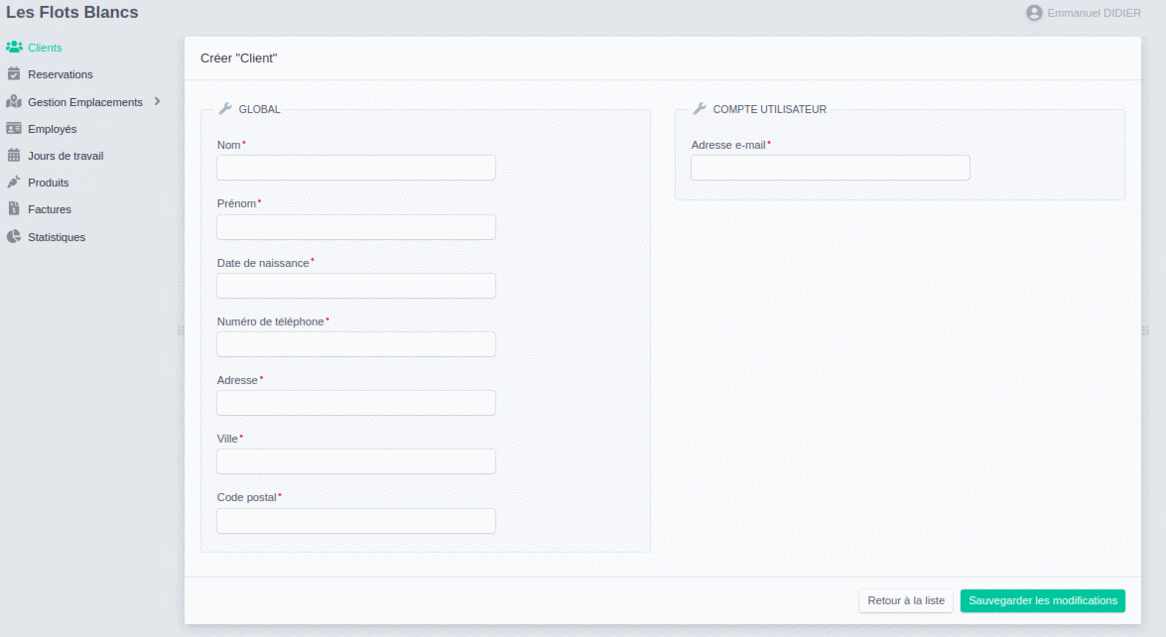 Les Flots Blancs
Emmanuel DIDIER
Clients
Reservations
Gestion Emplacements
Employés
Jours de travail
Produits
Factures
Statistiques
Créer "Client"
GLOBAL
Nom*
Prénom*
Date de naissance*
Numéro de téléphone*
Adresse*
Ville*
Code postal*
COMPTE UTILISATEUR
Adresse e-mail*
Retour à la liste
Sauvegarder les modifications